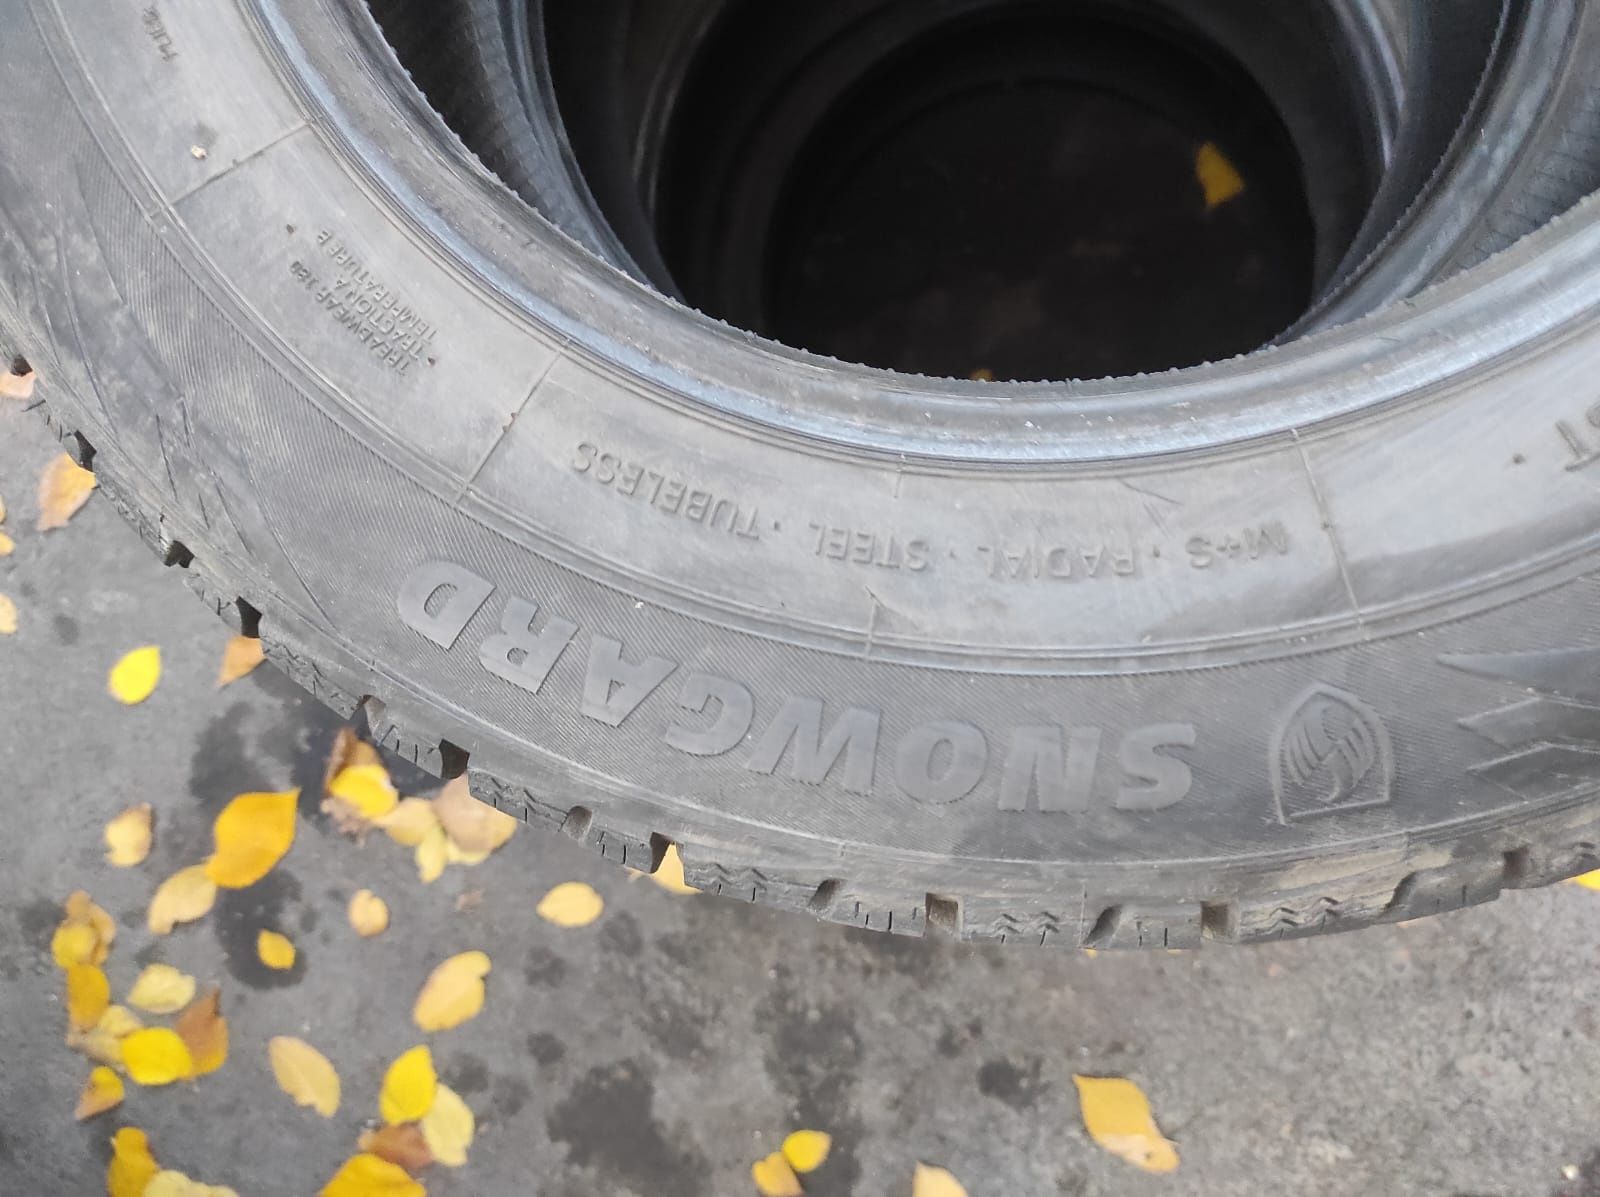 SNOWGARD
M+S · RADIAL · STEEL · TUBELESS
TREADWEAR 180
TRACTION A
TEMPERATURE B